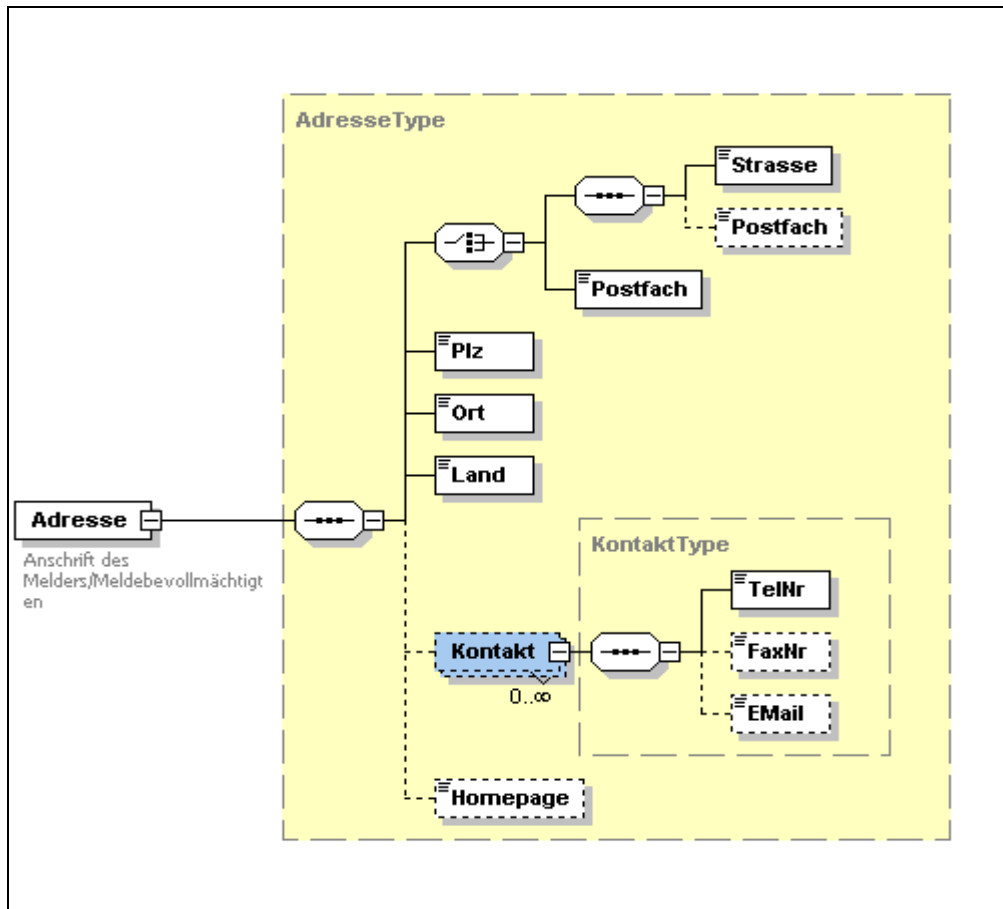 AdresseType
Strasse
Postfach
Postfach
Plz
Ort
Land
Adresse
Anschrift des
Melders/Meldebevollmächtigt
en
KontaktType
TelNr
Kontakt
FaxNr
0..∞
EMail
Homepage